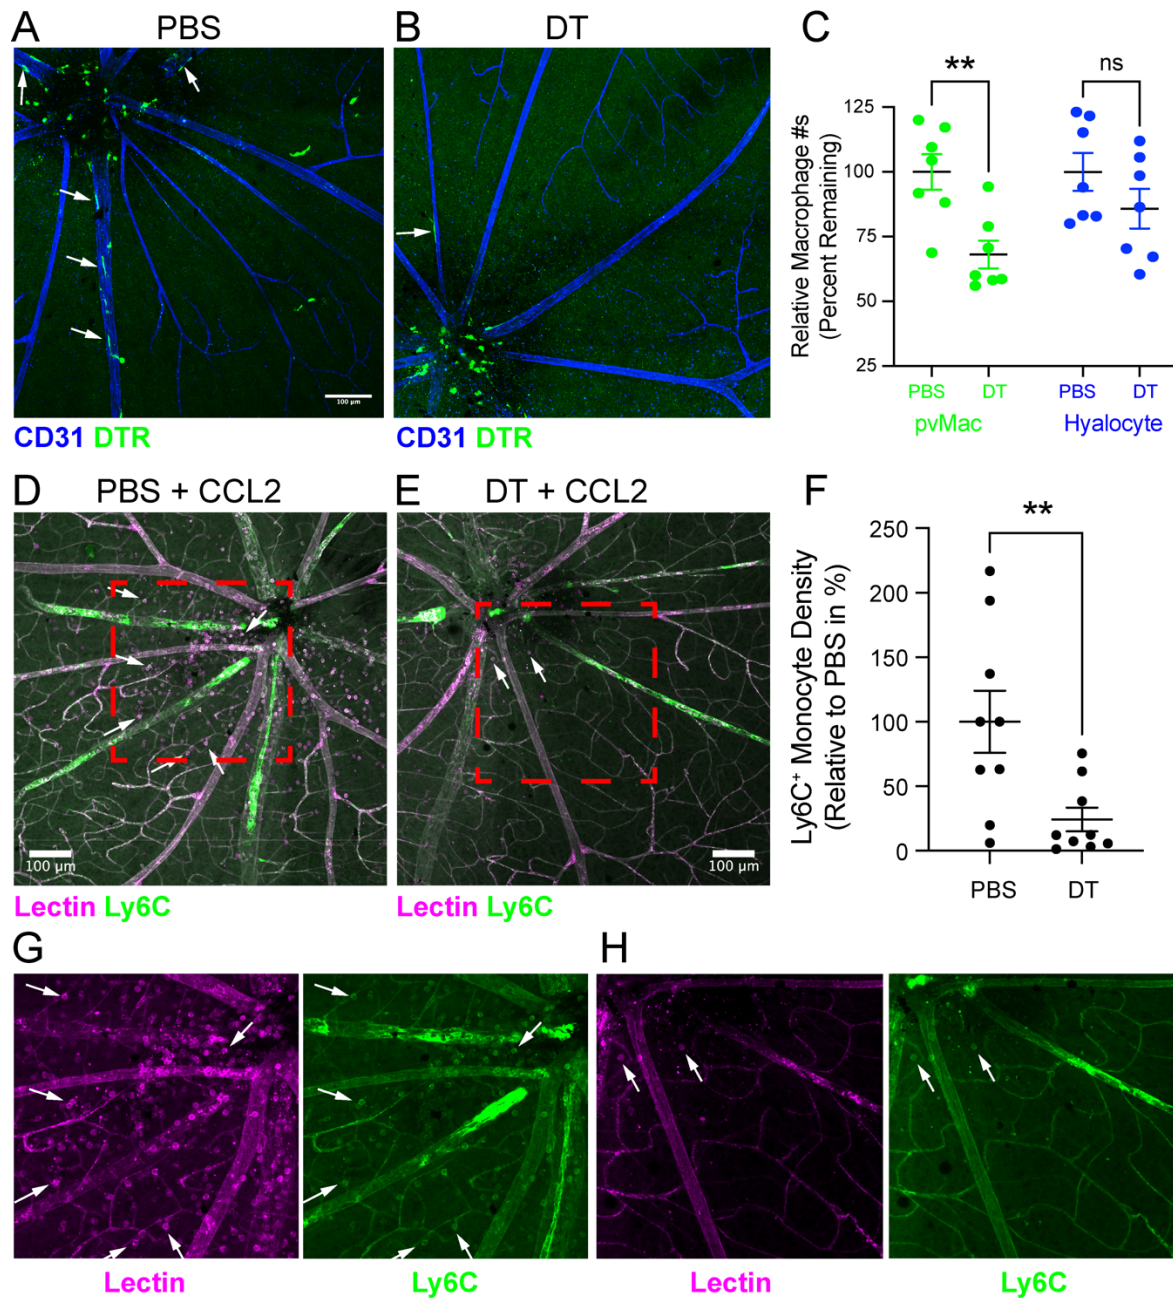 A PBS
B DT
C
** ns
Relative Macrophage #s
(Percent Remaining)
125
100
75
50
25
PBS DT PBS DT
pvMac Hyalocyte
100 µm
CD31 DTR
CD31 DTR
D PBS + CCL2
E DT + CCL2
F
**
Ly6C⁺ Monocyte Density
(Relative to PBS in %)
250
200
150
100
50
0
PBS DT
100 µm
100 µm
Lectin Ly6C
Lectin Ly6C
G
H
Lectin Ly6C Lectin Ly6C